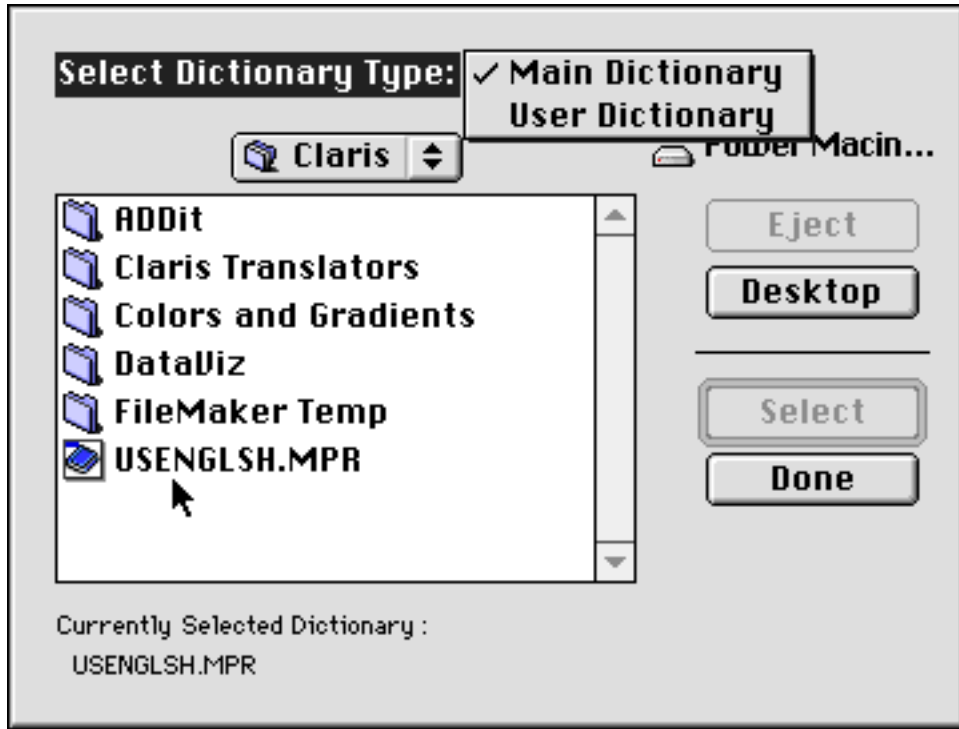 Select Dictionary Type: ✓ Main Dictionary
User Dictionary
Claris
Power Macin...
ADDit
Claris Translators
Colors and Gradients
DataViz
FileMaker Temp
USENGLSH.MPR
Eject
Desktop
Select
Done
Currently Selected Dictionary :
USENGLSH.MPR